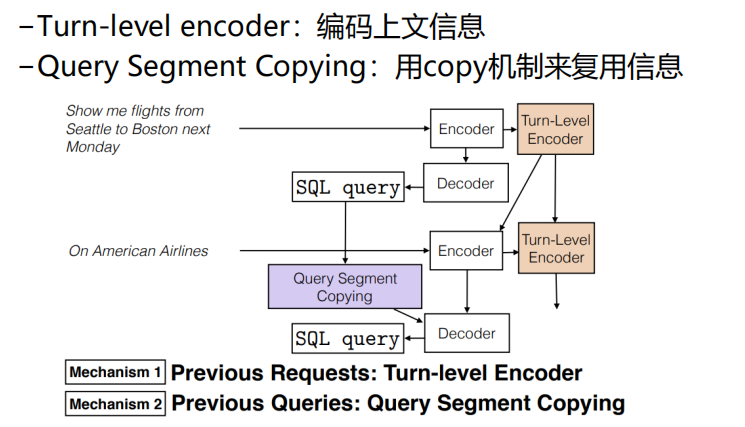 –Turn-level encoder：编码上文信息
–Query Segment Copying：用copy机制来复用信息
Show me flights from
Seattle to Boston next
Monday
Encoder
Turn-Level
Encoder
SQL query
Decoder
On American Airlines
Encoder
Turn-Level
Encoder
Query Segment
Copying
SQL query
Decoder
Mechanism 1 Previous Requests: Turn-level Encoder
Mechanism 2 Previous Queries: Query Segment Copying